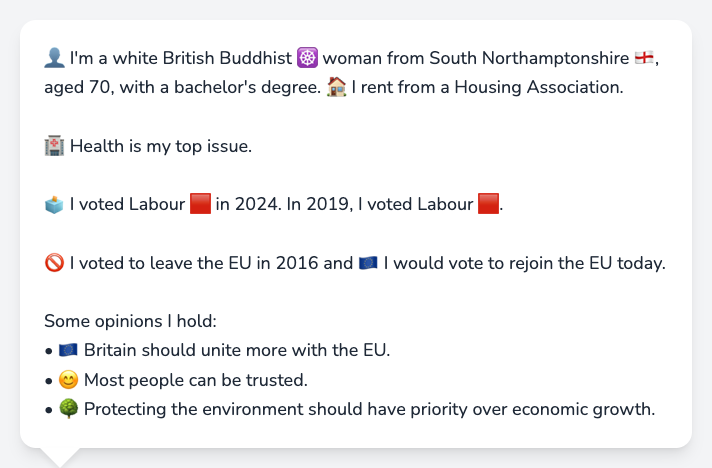 👤 I'm a white British Buddhist ☸️ woman from South Northamptonshire 🏴󠁧󠁢󠁥󠁮󠁧󠁿,
aged 70, with a bachelor's degree. 🏠 I rent from a Housing Association.
🏥 Health is my top issue.
🗳️ I voted Labour 🟥 in 2024. In 2019, I voted Labour 🟥.
🚫 I voted to leave the EU in 2016 and 🇪🇺 I would vote to rejoin the EU today.
Some opinions I hold:
• 🇪🇺 Britain should unite more with the EU.
• 😊 Most people can be trusted.
• 🌳 Protecting the environment should have priority over economic growth.